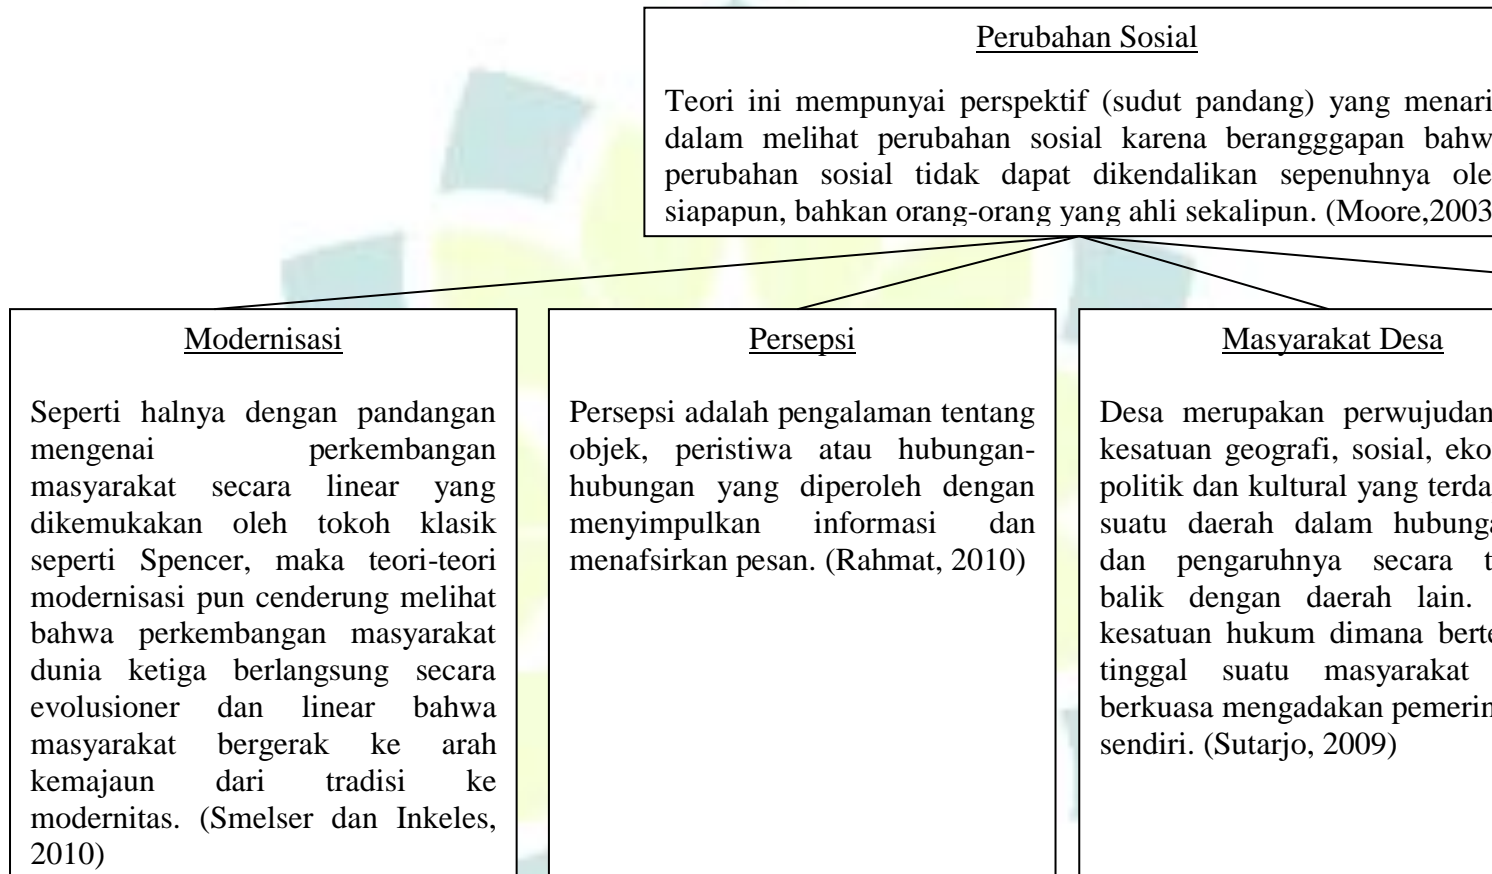 Perubahan Sosial
Teori ini mempunyai perspektif (sudut pandang) yang menari
dalam melihat perubahan sosial karena berangggapan bahw
perubahan sosial tidak dapat dikendalikan sepenuhnya ole
siapapun, bahkan orang-orang yang ahli sekalipun. (Moore,2003
Modernisasi
Seperti halnya dengan pandangan
mengenai perkembangan
masyarakat secara linear yang
dikemukakan oleh tokoh klasik
seperti Spencer, maka teori-teori
modernisasi pun cenderung melihat
bahwa perkembangan masyarakat
dunia ketiga berlangsung secara
evolusioner dan linear bahwa
masyarakat bergerak ke arah
kemajaun dari tradisi ke
modernitas. (Smelser dan Inkeles,
2010)
Persepsi
Persepsi adalah pengalaman tentang
objek, peristiwa atau hubungan-
hubungan yang diperoleh dengan
menyimpulkan informasi dan
menafsirkan pesan. (Rahmat, 2010)
Masyarakat Desa
Desa merupakan perwujudan
kesatuan geografi, sosial, eko
politik dan kultural yang terda
suatu daerah dalam hubunga
dan pengaruhnya secara t
balik dengan daerah lain.
kesatuan hukum dimana berte
tinggal suatu masyarakat
berkuasa mengadakan pemerin
sendiri. (Sutarjo, 2009)